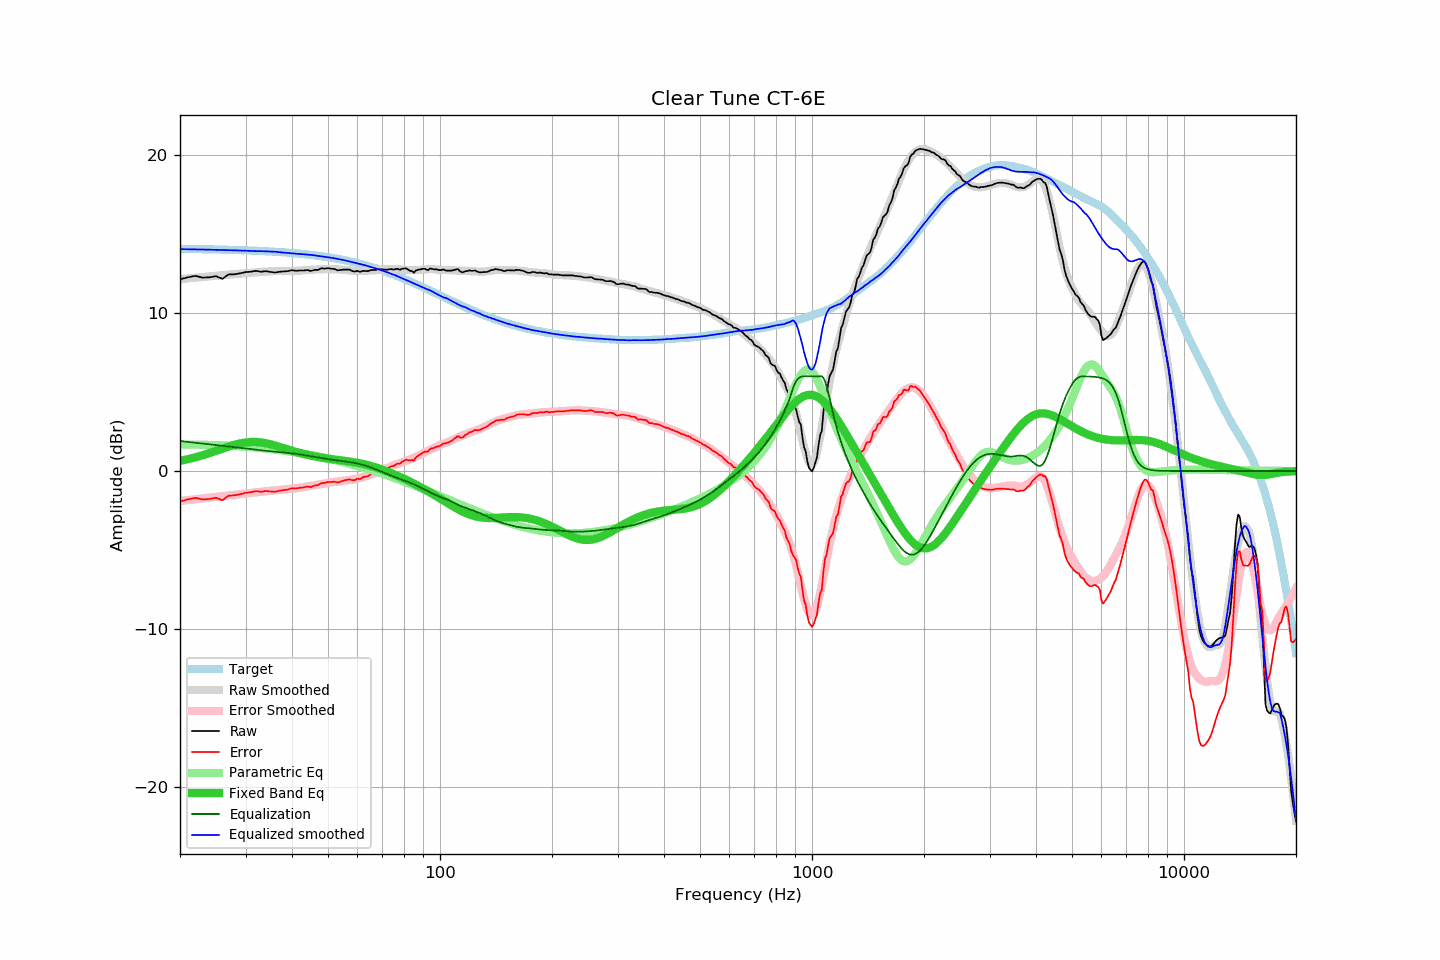 Clear Tune CT-6E
Amplitude (dBr)
20
10
0
−10
−20
Target
Raw Smoothed
Error Smoothed
Raw
Error
Parametric Eq
Fixed Band Eq
Equalization
Equalized smoothed
100 1000 10000
Frequency (Hz)